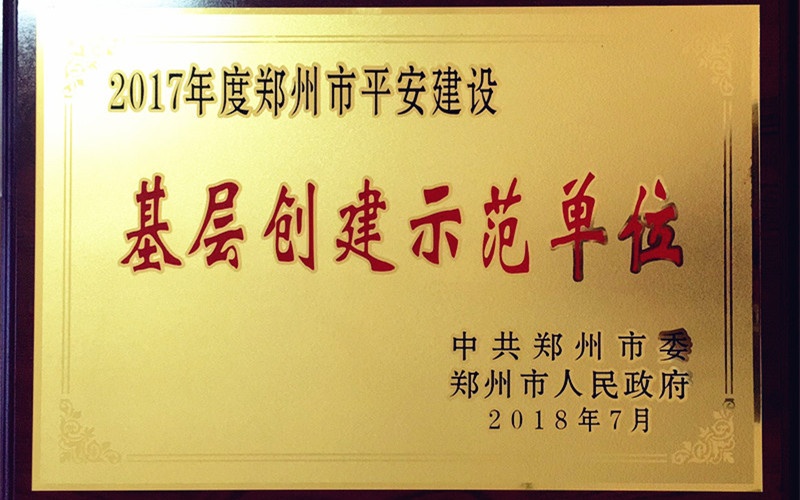 2017年度郑州市平安建设
基层创建示范单位
中共郑州市委
郑州市人民政府
2018年7月